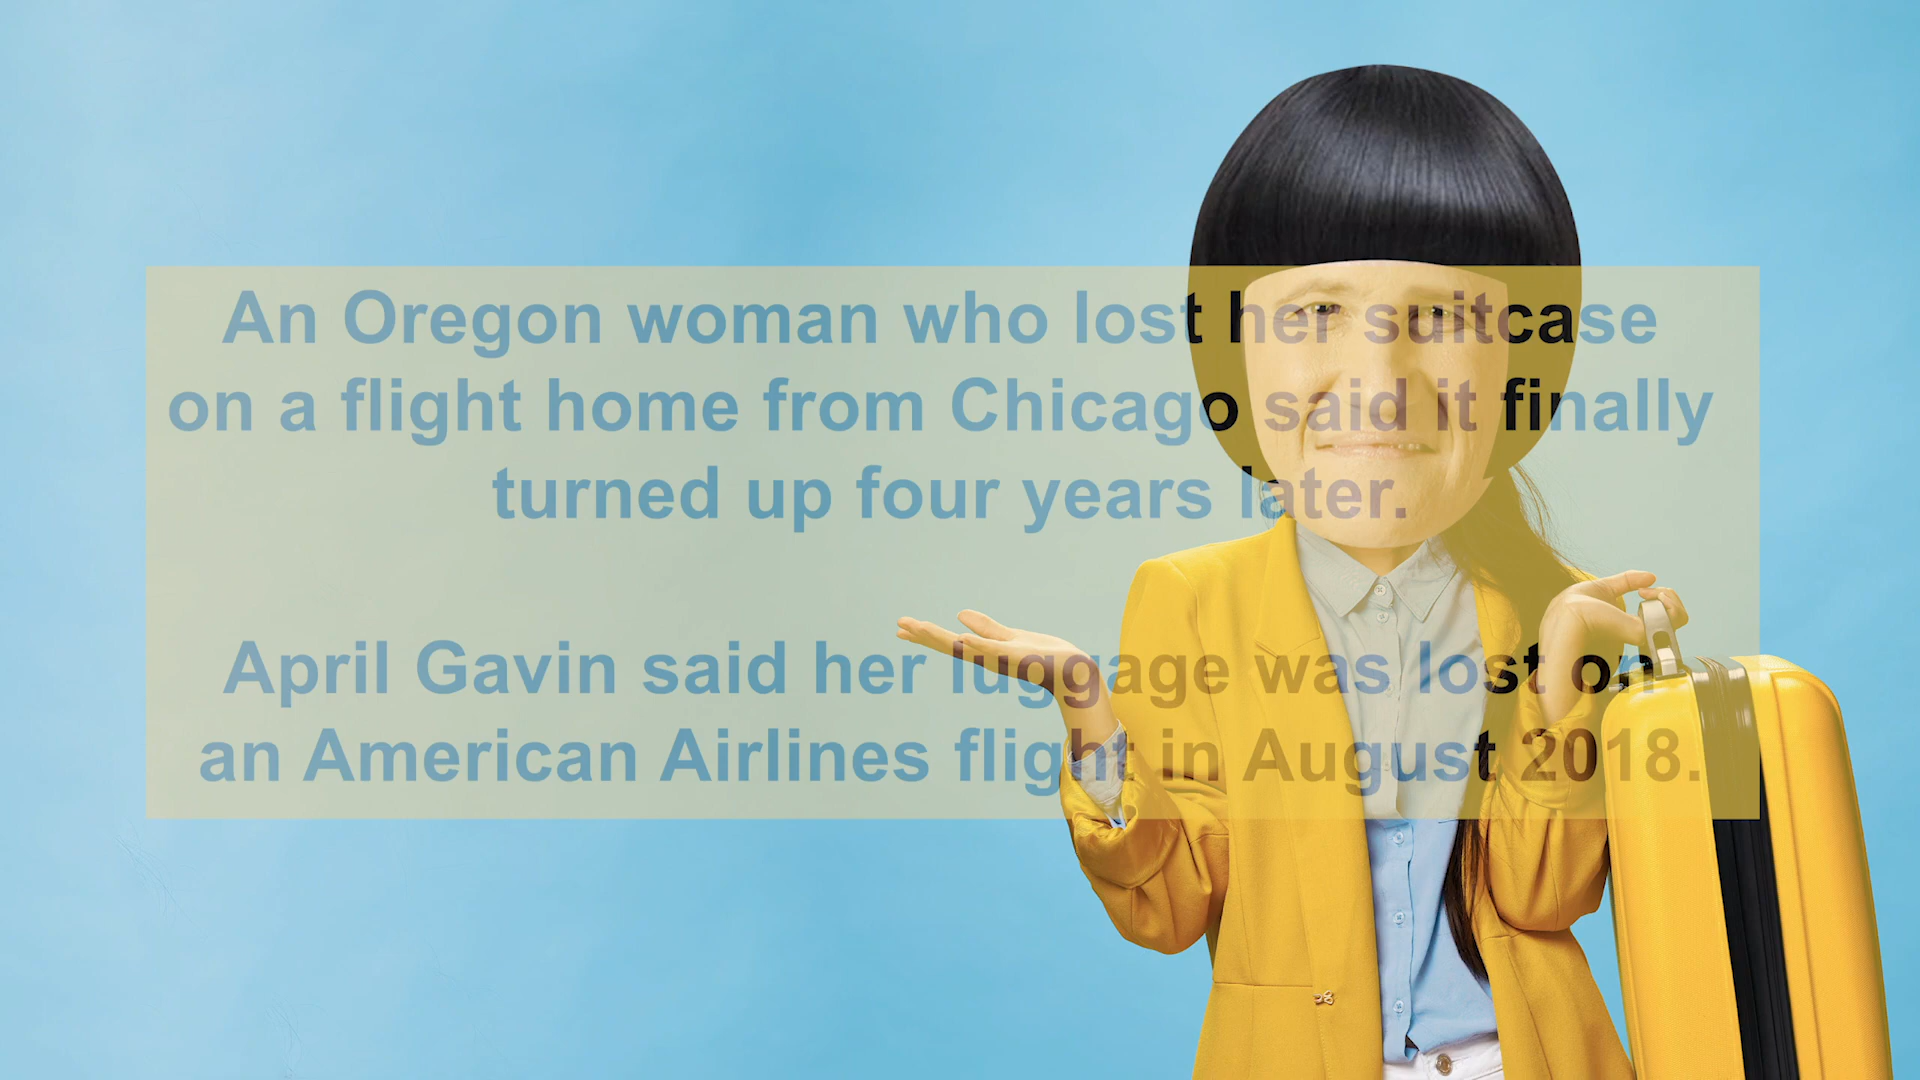 An Oregon woman who lost her suitcase
on a flight home from Chicago said it finally
turned up four years later.
April Gavin said her luggage was lost on
an American Airlines flight in August 2018.